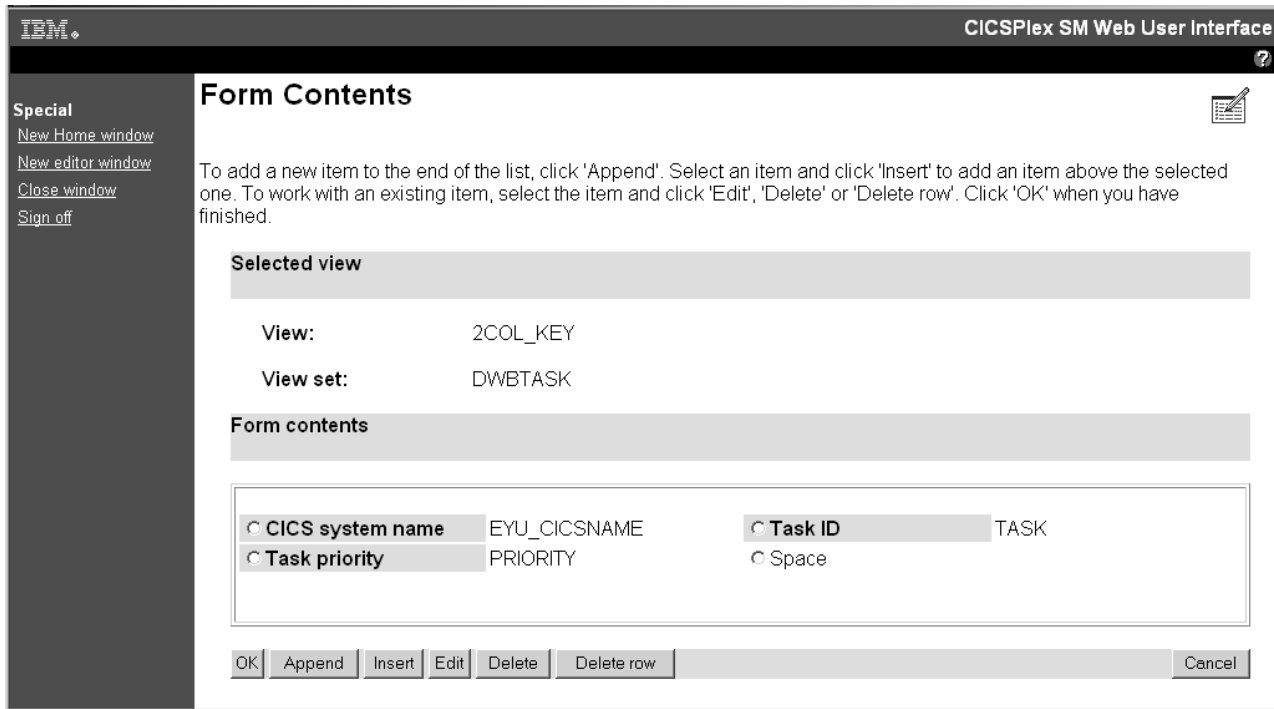 IBM.
CICSPlex SM Web User Interface
?
Special
New Home window
New editor window
Close window
Sign off
Form Contents
To add a new item to the end of the list, click 'Append'. Select an item and click 'Insert' to add an item above the selected
one. To work with an existing item, select the item and click 'Edit', 'Delete' or 'Delete row'. Click 'OK' when you have
finished.
Selected view
View: 2COL_KEY
View set: DWBTASK
Form contents
CICS system name EYU_CICSNAME Task ID TASK
Task priority PRIORITY Space
OK Append Insert Edit Delete Delete row Cancel